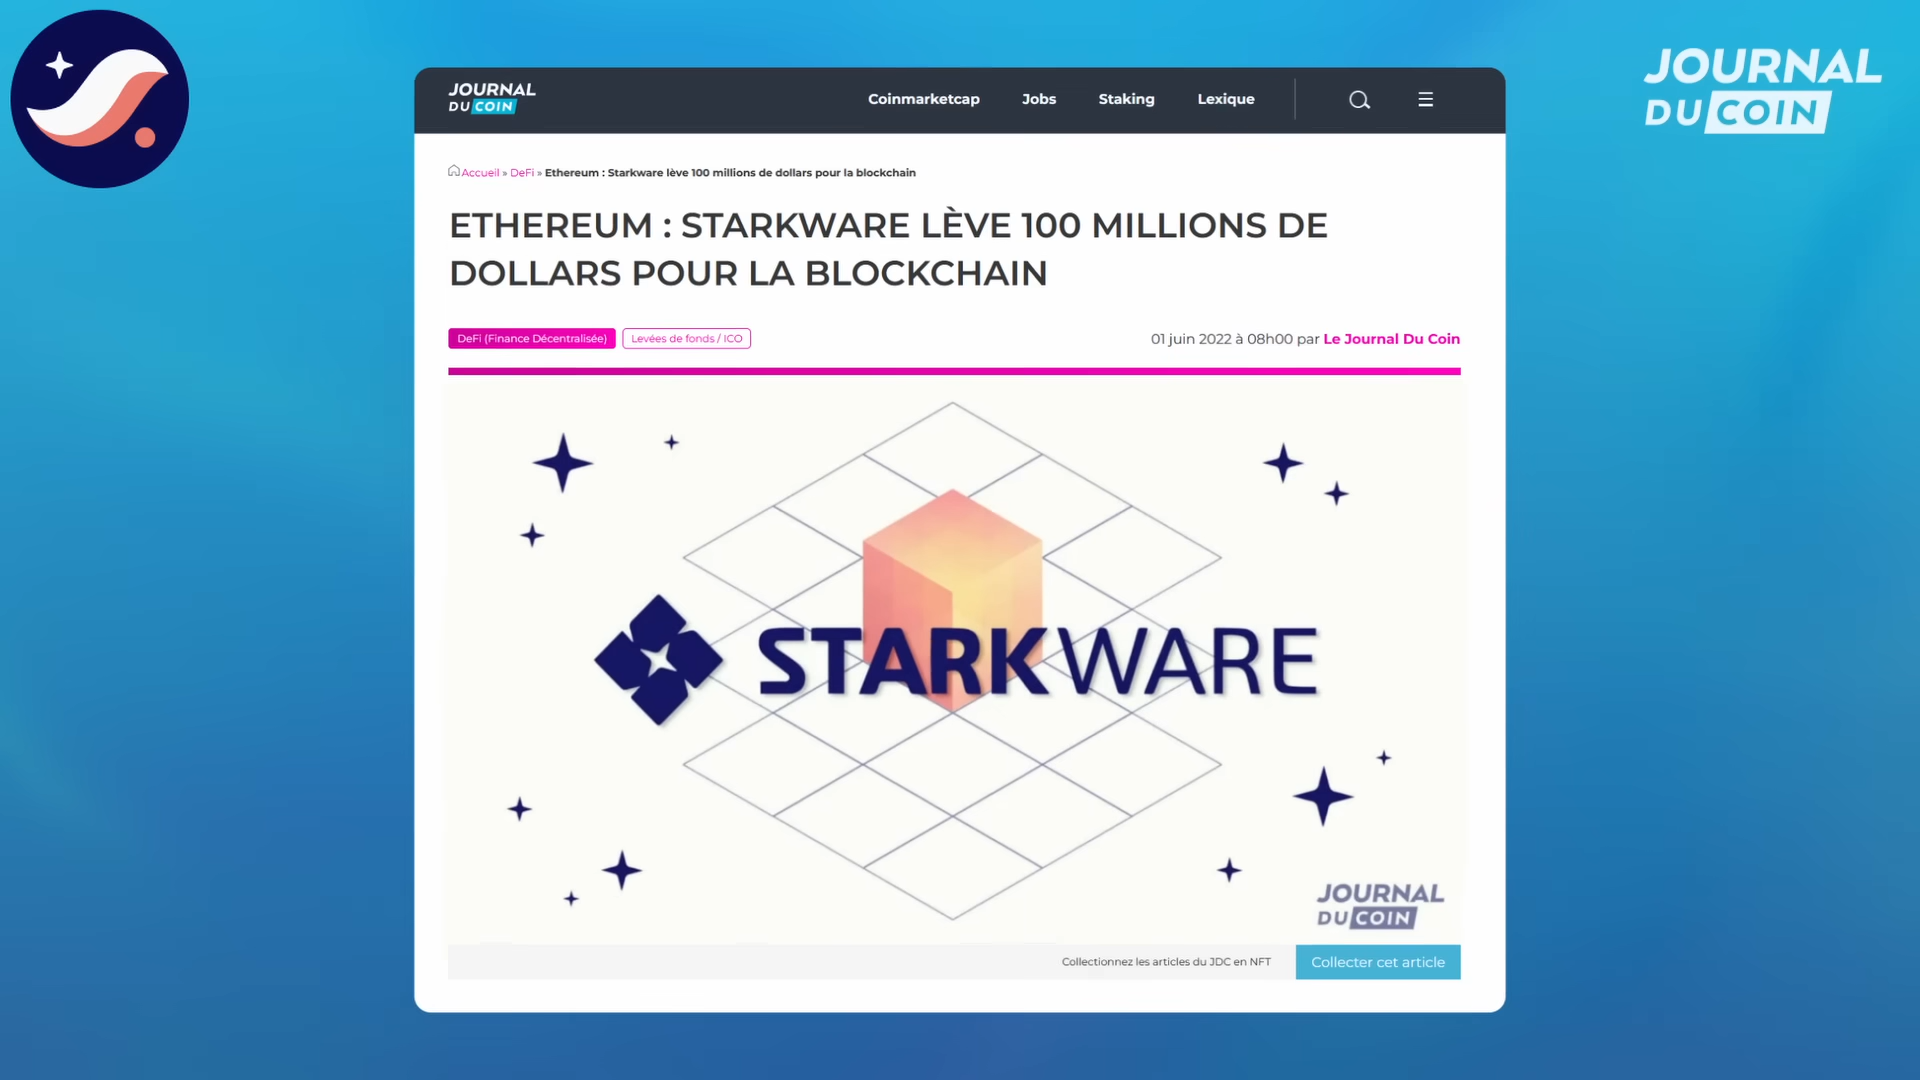 JOURNAL
DU COIN
JOURNAL
DU COIN
Coinmarketcap
Jobs
Staking
Lexique
Accueil » DeFi » Ethereum : Starkware lève 100 millions de dollars pour la blockchain
ETHEREUM : STARKWARE LÈVE 100 MILLIONS DE
DOLLARS POUR LA BLOCKCHAIN
DeFi (Finance Décentralisée)
Levées de fonds / ICO
01 juin 2022 à 08h00 par Le Journal Du Coin
STARKWARE
JOURNAL
DU COIN
Collectionnez les articles du JDC en NFT
Collecter cet article